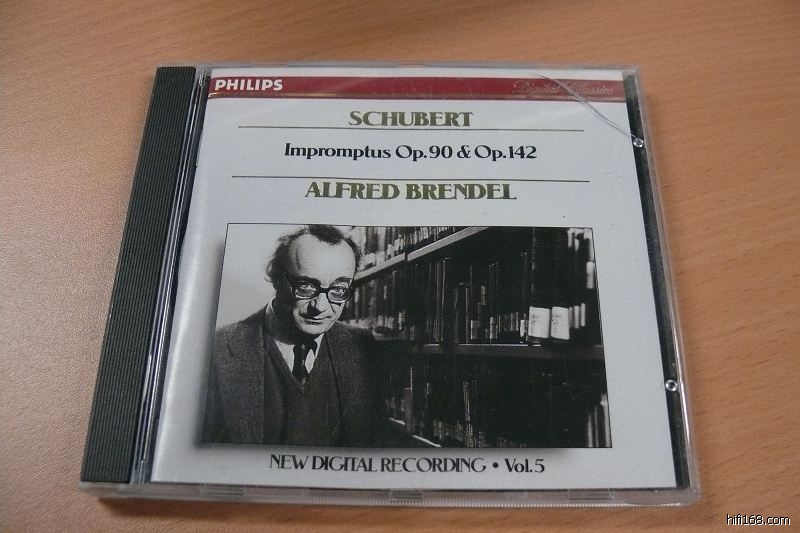 PHILIPS
Digital Classics
SCHUBERT
Impromptus Op. 90 & Op. 142
ALFRED BRENDEL
NEW DIGITAL RECORDING • Vol. 5
hifi168.com